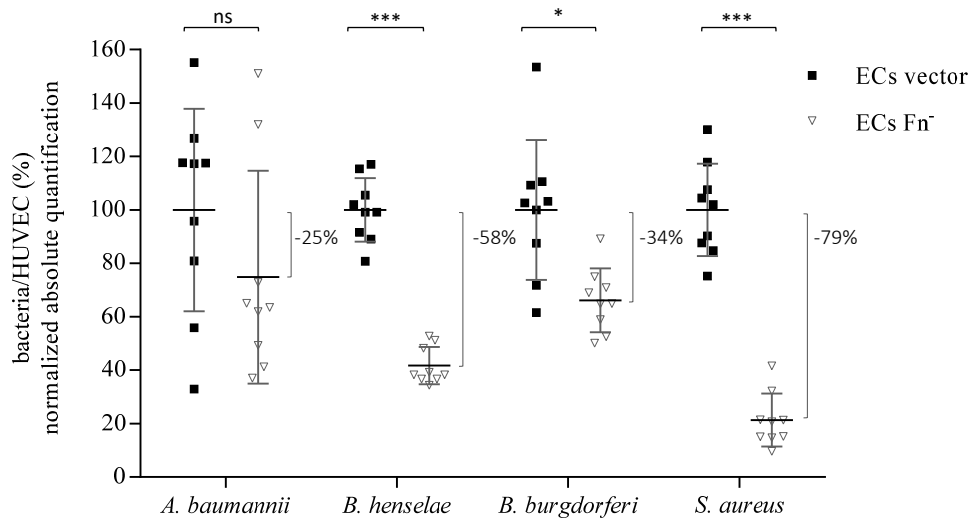 ns *** * ***
160
140
120
100
80
60
40
20
0
bacteria/HUVEC (%)
normalized absolute quantification
-25% -58% -34% -79%
A. baumannii B. henselae B. burgdorferi S. aureus
ECs vector
ECs Fn⁻